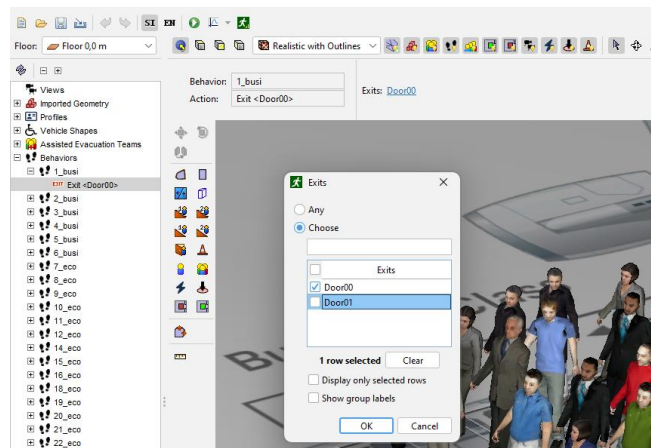 SI EN
Floor: Floor 0,0 m
Realistic with Outlines
Behavior: 1_busi
Action: Exit <Door00>
Exits: Door00
Views
Imported Geometry
Profiles
Vehicle Shapes
Assisted Evacuation Teams
Behaviors
1_busi
EXIT Exit <Door00>
2_busi
3_busi
4_busi
5_busi
6_busi
7_eco
8_eco
9_eco
10_eco
11_eco
12_eco
14_eco
15_eco
16_eco
18_eco
19_eco
20_eco
21_eco
22_eco
Exits
Any
Choose
Exits
Door00
Door01
1 row selected Clear
Display only selected rows
Show group labels
OK Cancel